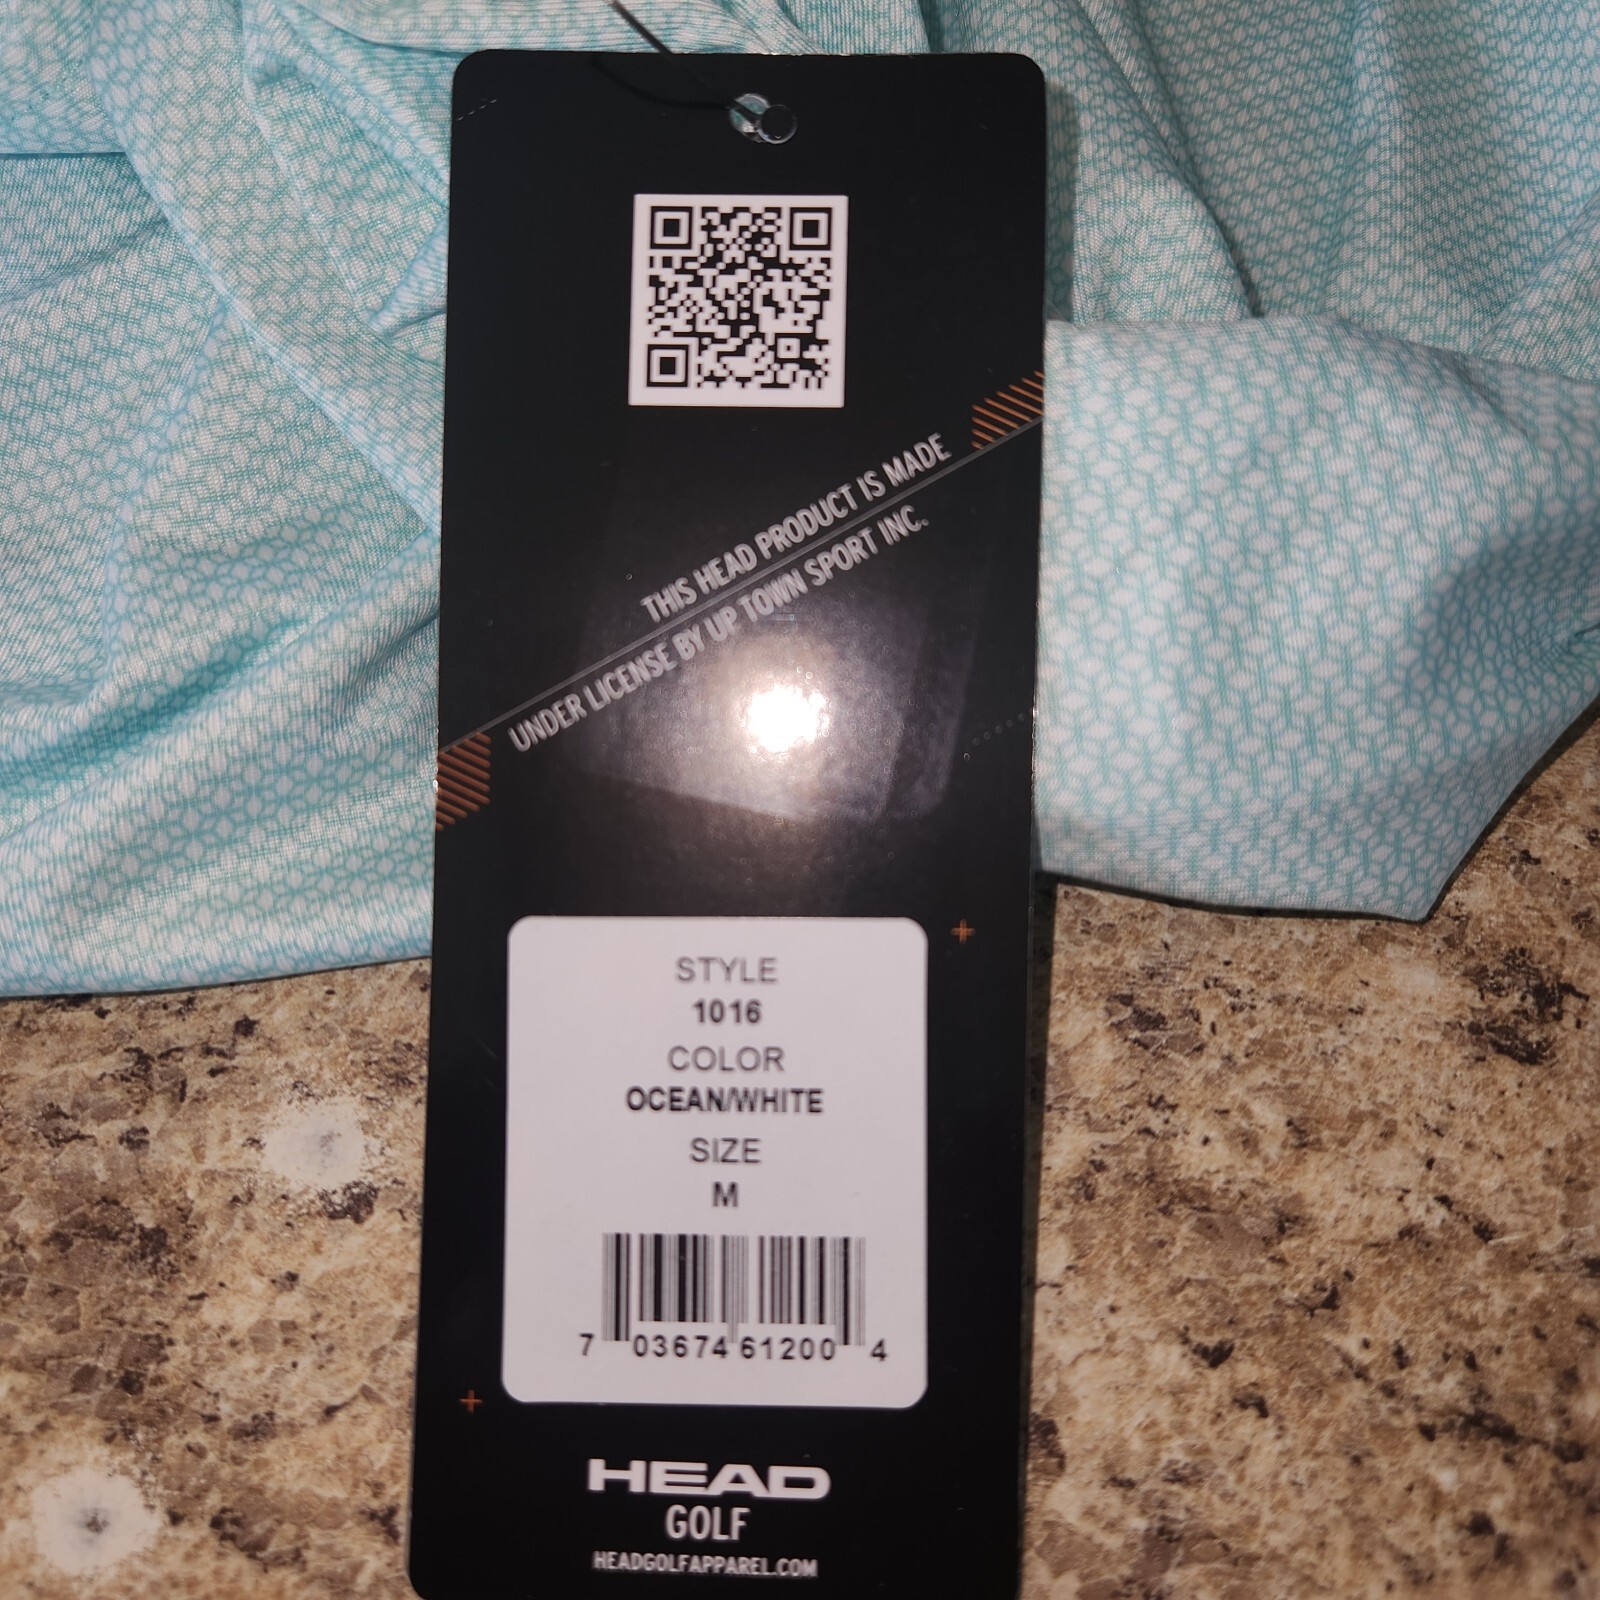 THIS HEAD PRODUCT IS MADE
UNDER LICENSE BY UP TOWN SPORT INC.
STYLE
1016
COLOR
OCEAN/WHITE
SIZE
M
7 03674 61200 4
HEAD
GOLF
HEADGOLFAPPAREL.COM